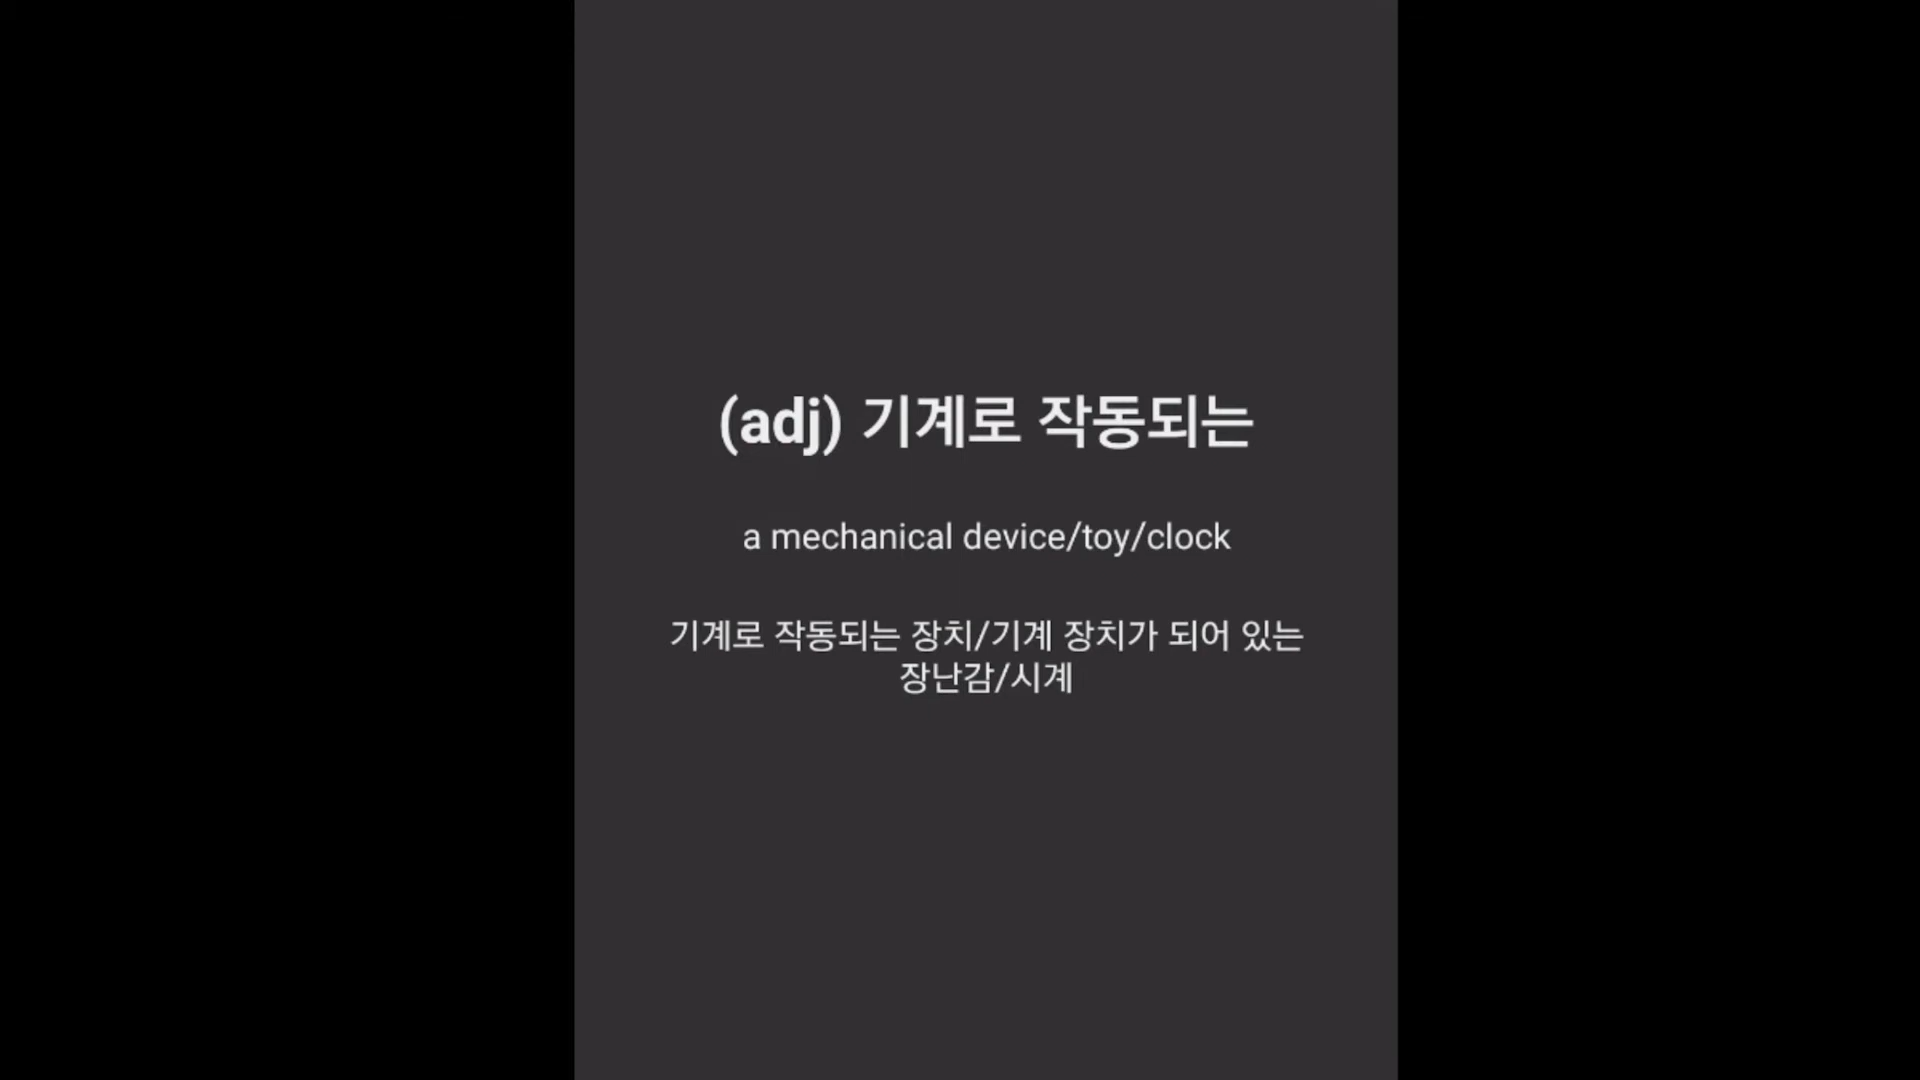 (adj) 기계로 작동되는
a mechanical device/toy/clock
기계로 작동되는 장치/기계 장치가 되어 있는
장난감/시계